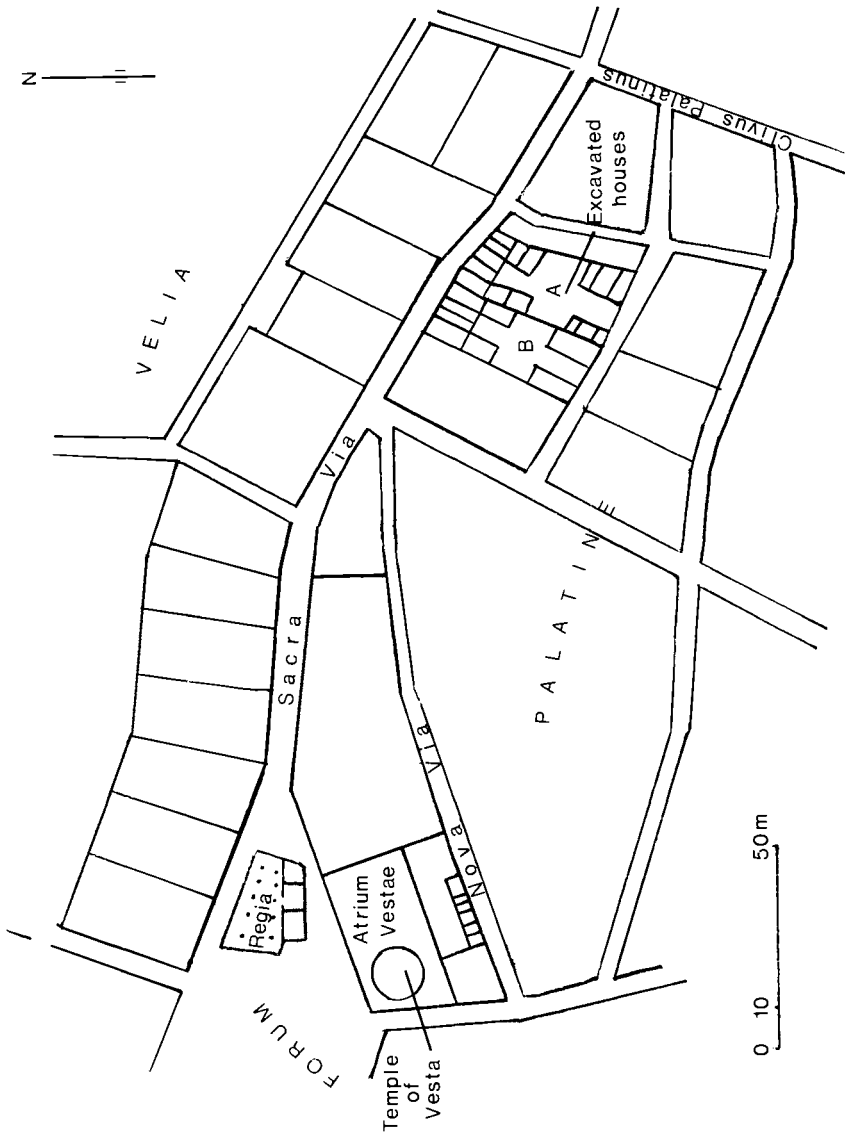 N
VELIA
Clivus Palatinus
Excavated
houses
A
B
Via
Sacra
PALATINE
Via
Nova
Regia
Atrium
Vestae
FORUM
Temple
of
Vesta
0 10 50m